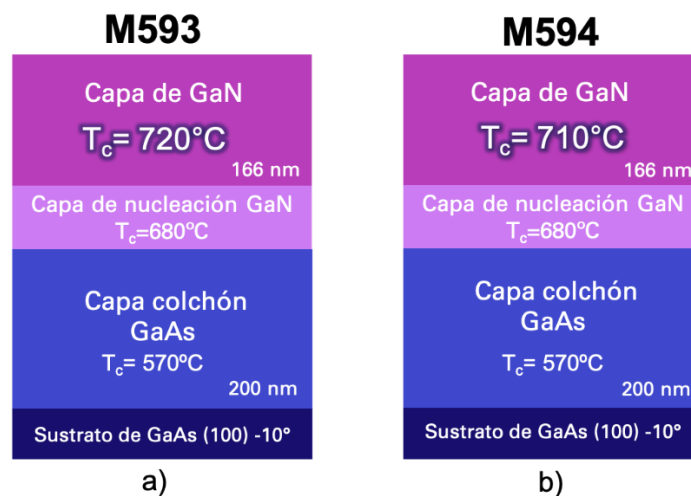 M593
Capa de GaN
Tc= 720°C
166 nm
Capa de nucleación GaN
Tc=680ºC
Capa colchón
GaAs
Tc= 570ºC
200 nm
Sustrato de GaAs (100) -10°
a)
M594
Capa de GaN
Tc= 710°C
166 nm
Capa de nucleación GaN
Tc=680ºC
Capa colchón
GaAs
Tc= 570ºC
200 nm
Sustrato de GaAs (100) -10°
b)